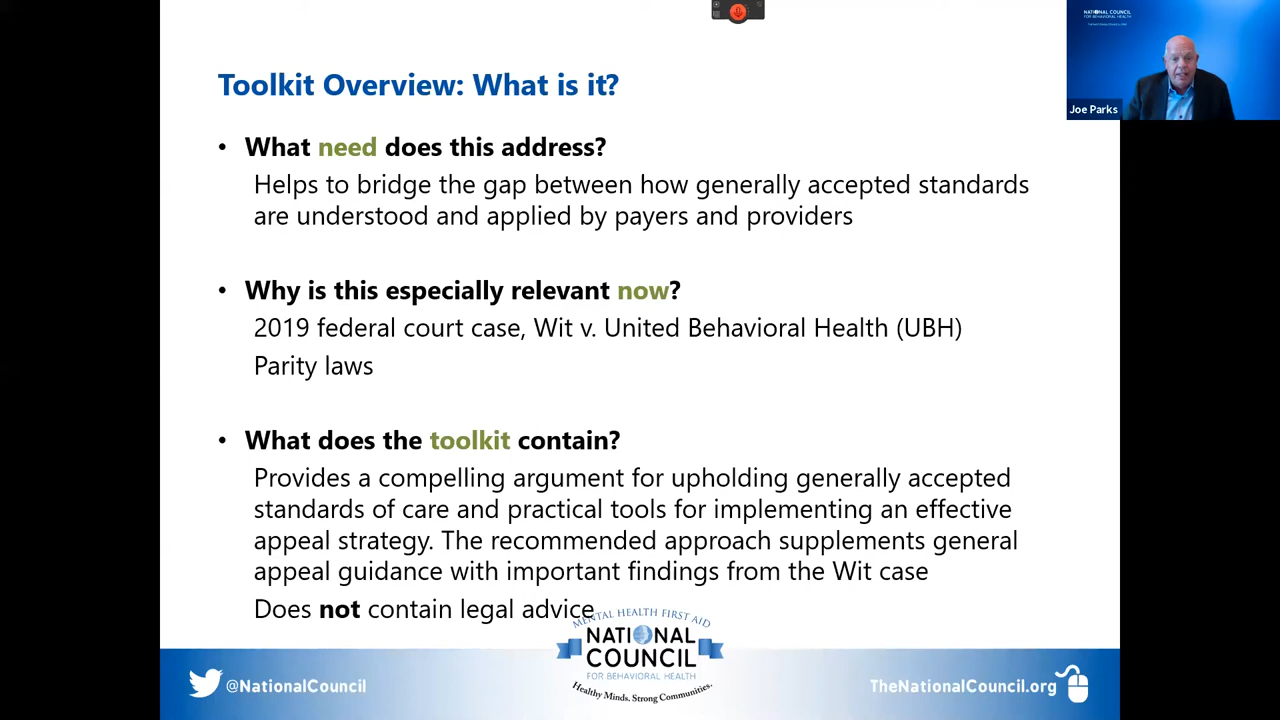 NATIONAL COUNCIL
FOR BEHAVIORAL HEALTH
Joe Parks
Toolkit Overview: What is it?
• What need does this address?
Helps to bridge the gap between how generally accepted standards
are understood and applied by payers and providers
• Why is this especially relevant now?
2019 federal court case, Wit v. United Behavioral Health (UBH)
Parity laws
• What does the toolkit contain?
Provides a compelling argument for upholding generally accepted
standards of care and practical tools for implementing an effective
appeal strategy. The recommended approach supplements general
appeal guidance with important findings from the Wit case
Does not contain legal advice
MENTAL HEALTH FIRST AID
NATIONAL
COUNCIL
FOR BEHAVIORAL HEALTH
Healthy Minds. Strong Communities.
@NationalCouncil
TheNationalCouncil.org